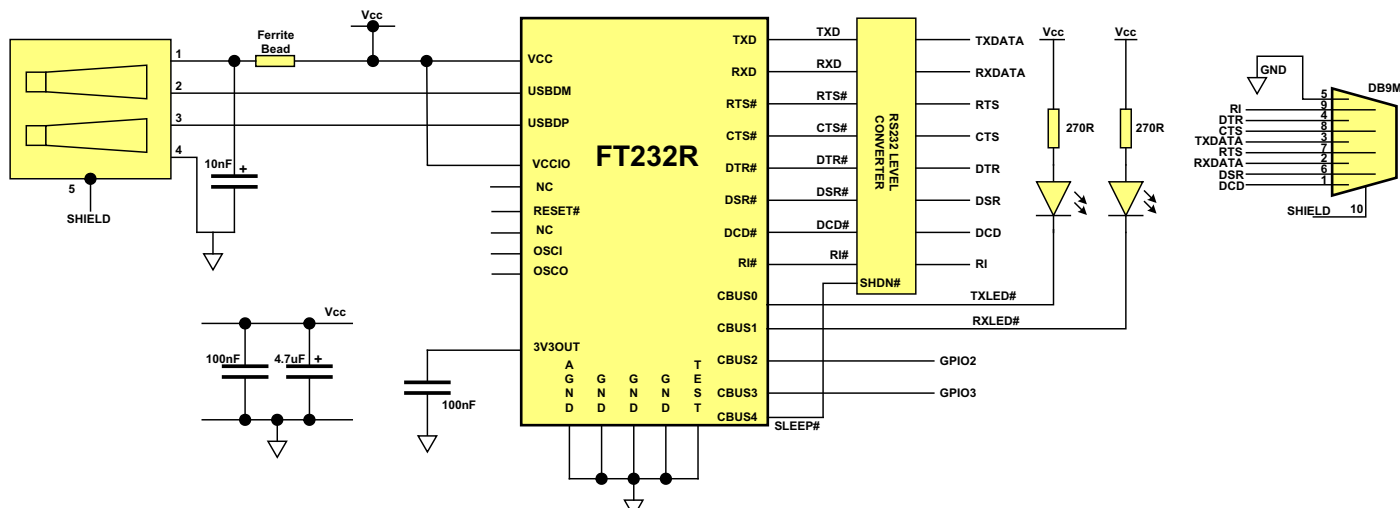 Vcc
Ferrite
Bead
1
2
3
4
5
SHIELD
10nF
+
VCC
USBDM
USBDP
VCCIO
NC
RESET#
NC
OSCI
OSCO
3V3OUT
FT232R
AGND
GND
GND
GND
TEST
TXD
RXD
RTS#
CTS#
DTR#
DSR#
DCD#
RI#
CBUS0
CBUS1
CBUS2
CBUS3
CBUS4
TXD
RXD
RTS#
CTS#
DTR#
DSR#
DCD#
RI#
SLEEP#
RS232 LEVEL
CONVERTER
SHDN#
TXDATA
RXDATA
RTS
CTS
DTR
DSR
DCD
RI
TXLED#
RXLED#
GPIO2
GPIO3
Vcc
Vcc
270R
270R
GND
DB9M
5
RI 9
DTR 4
CTS 8
TXDATA 3
RTS 7
RXDATA 2
DSR 6
DCD 1
SHIELD 10
Vcc
100nF
4.7uF +
100nF